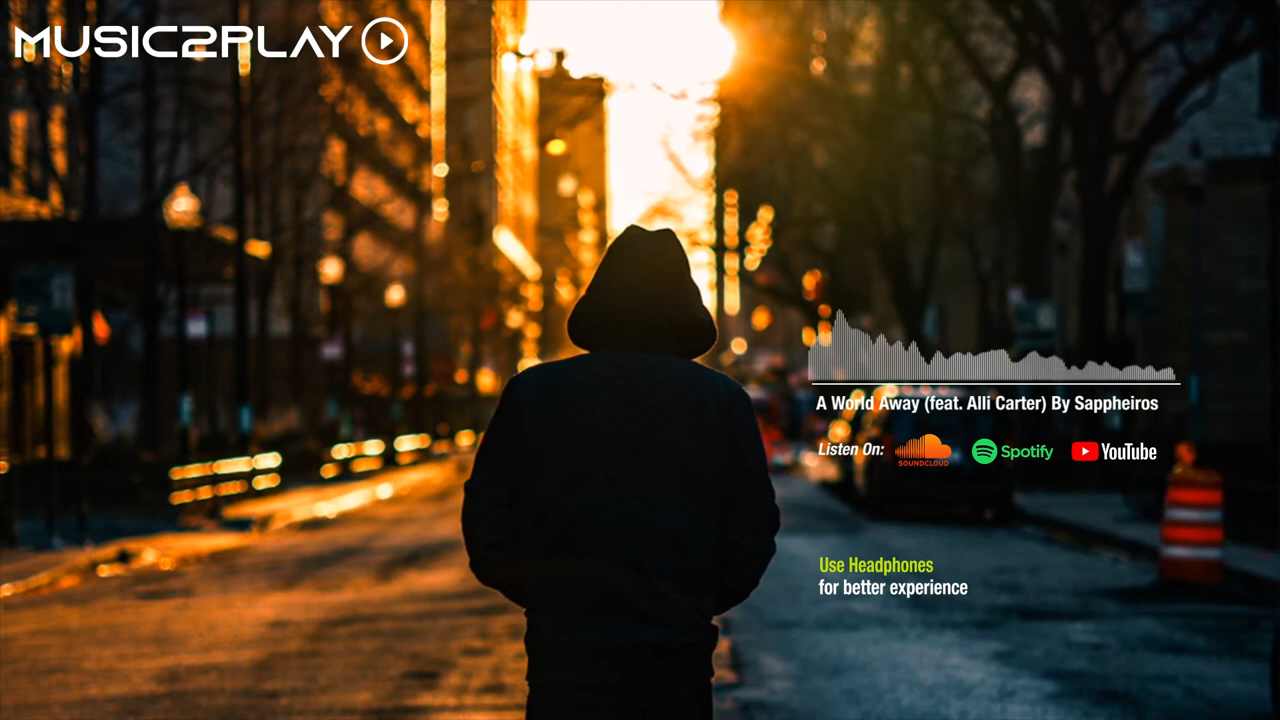 MUSIC2PLAY
A World Away (feat. Alli Carter) By Sappheiros
Listen On: SOUNDCLOUD Spotify YouTube
Use Headphones
for better experience